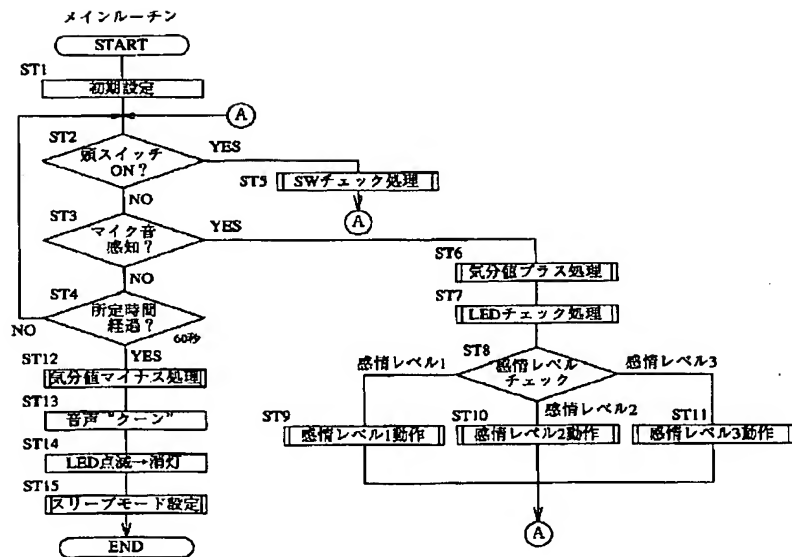 メインルーチン
START
ST1
初期設定
A
ST2
頭スイッチ
ON？
YES
NO
ST5
SWチェック処理
A
ST3
マイク音
感知？
YES
NO
ST4
所定時間
経過？
60秒
NO
YES
ST6
気分値プラス処理
ST7
LEDチェック処理
ST8
感情レベル
チェック
感情レベル1
感情レベル2
感情レベル3
ST9
感情レベル1動作
ST10
感情レベル2動作
ST11
感情レベル3動作
A
ST12
気分値マイナス処理
ST13
音声“クーン”
ST14
LED点滅→消灯
ST15
スリープモード設定
END